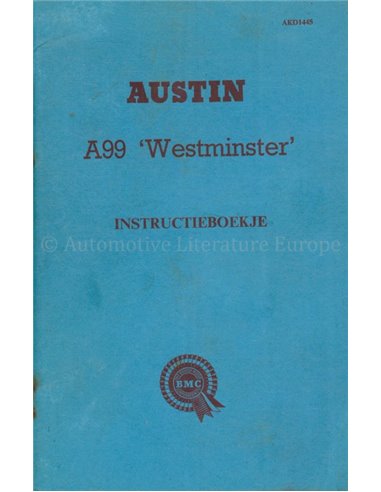 AKD1445
AUSTIN
A99 'Westminster'
INSTRUCTIEBOEKJE
© Automotive Literature Europe
BMC